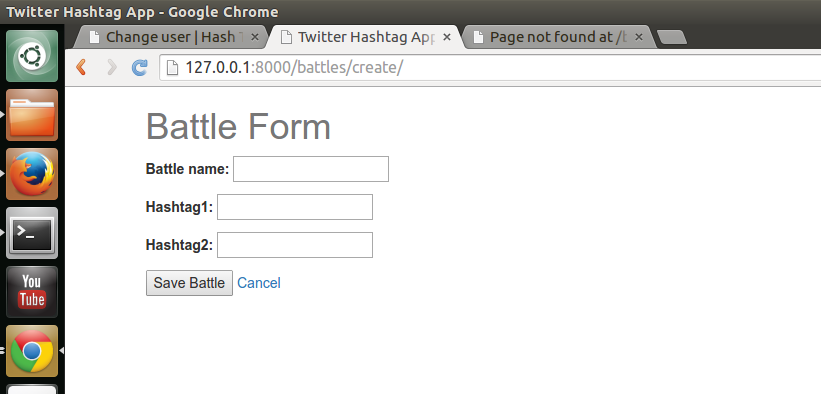 Twitter Hashtag App - Google Chrome
Change user | Hash T
Twitter Hashtag App
Page not found at /b
127.0.0.1:8000/battles/create/
Battle Form
Battle name:
Hashtag1:
Hashtag2:
Save Battle Cancel
>_
You
Tube